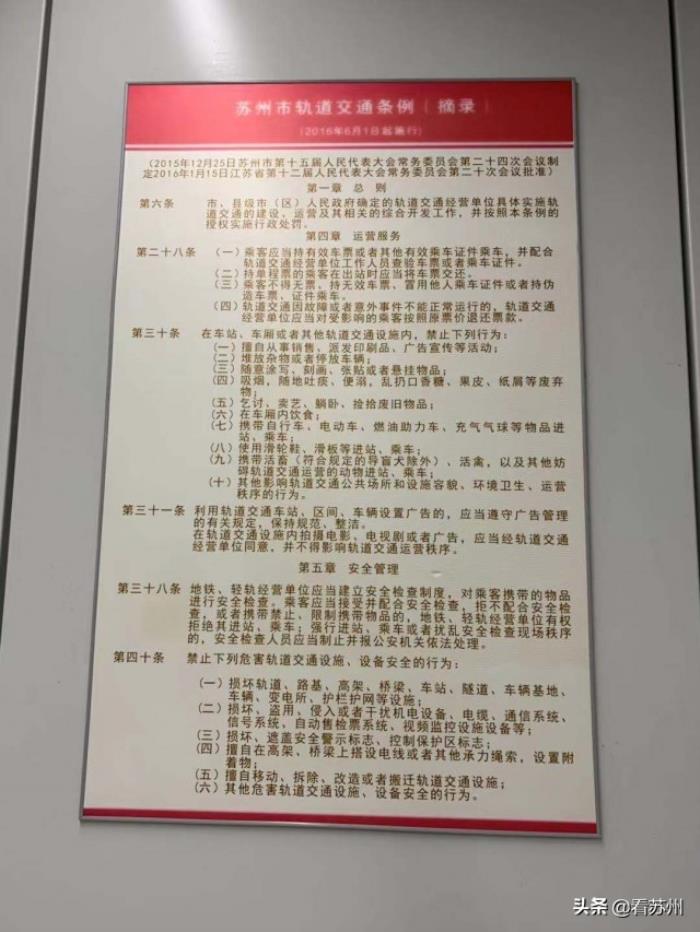 苏州市轨道交通条例（摘录）
（2016年6月1日起施行）
（2015年12月25日苏州市第十五届人民代表大会常务委员会第二十四次会议制
定2016年1月15日江苏省第十二届人民代表大会常务委员会第二十次会议批准）
第一章 总 则
第六条 市、县级市（区）人民政府确定的轨道交通经营单位具体实施轨
道交通的建设、运营及其相关的综合开发工作，并按照本条例的
授权实施行政处罚。
第四章 运营服务
第二十八条 （一）乘客应当持有效车票或者其他有效乘车证件乘车，并配合
轨道交通经营单位工作人员查验车票或者乘车证件。
（二）持单程票的乘客在出站时应当将车票交还。
（三）乘客不得无票、持无效车票、冒用他人乘车证件或者持伪
造车票、证件乘车。
（四）轨道交通因故障或者意外事件不能正常运行的，轨道交通
经营单位应当对受影响的乘客按照原票价退还票款。
第三十条 在车站、车厢或者其他轨道交通设施内，禁止下列行为：
（一）擅自从事销售、派发印刷品、广告宣传等活动；
（二）堆放杂物或者停放车辆；
（三）随意涂写、刻画、张贴或者悬挂物品；
（四）吸烟，随地吐痰、便溺，乱扔口香糖、果皮、纸屑等废弃
物；
（五）乞讨、卖艺、躺卧、捡拾废旧物品；
（六）在车厢内饮食；
（七）携带自行车、电动车、燃油助力车、充气气球等物品进
站、乘车；
（八）使用滑轮鞋、滑板等进站、乘车；
（九）携带活畜（符合规定的导盲犬除外）、活禽，以及其他妨
碍轨道交通运营的动物进站、乘车；
（十）其他影响轨道交通公共场所和设施容貌、环境卫生、运营
秩序的行为。
第三十一条 利用轨道交通车站、区间、车辆设置广告的，应当遵守广告管理
的有关规定，保持规范、整洁。
在轨道交通设施内拍摄电影、电视剧或者广告，应当经轨道交通
经营单位同意，并不得影响轨道交通运营秩序。
第五章 安全管理
第三十八条 地铁、轻轨经营单位应当建立安全检查制度，对乘客携带的物品
进行安全检查。乘客应当接受并配合安全检查，拒不配合安全检
查，或者携带禁止、限制携带物品的，地铁、轻轨经营单位有权
拒绝其进站、乘车；强行进站、乘车或者扰乱安全检查现场秩序
的，安全检查人员应当制止并报公安机关依法处理。
第四十条 禁止下列危害轨道交通设施、设备安全的行为：
（一）损坏轨道、路基、高架、桥梁、车站、隧道、车辆基地、
车辆、变电所、护栏护网等设施；
（二）损坏、盗用、侵入或者干扰机电设备、电缆、通信系统、
信号系统、自动售检票系统、视频监控设施设备等；
（三）损坏、遮盖安全警示标志、控制保护区标志；
（四）擅自在高架、桥梁上搭设电线或者其他承力绳索，设置附
着物；
（五）擅自移动、拆除、改造或者搬迁轨道交通设施；
（六）其他危害轨道交通设施、设备安全的行为。
头条 @看苏州